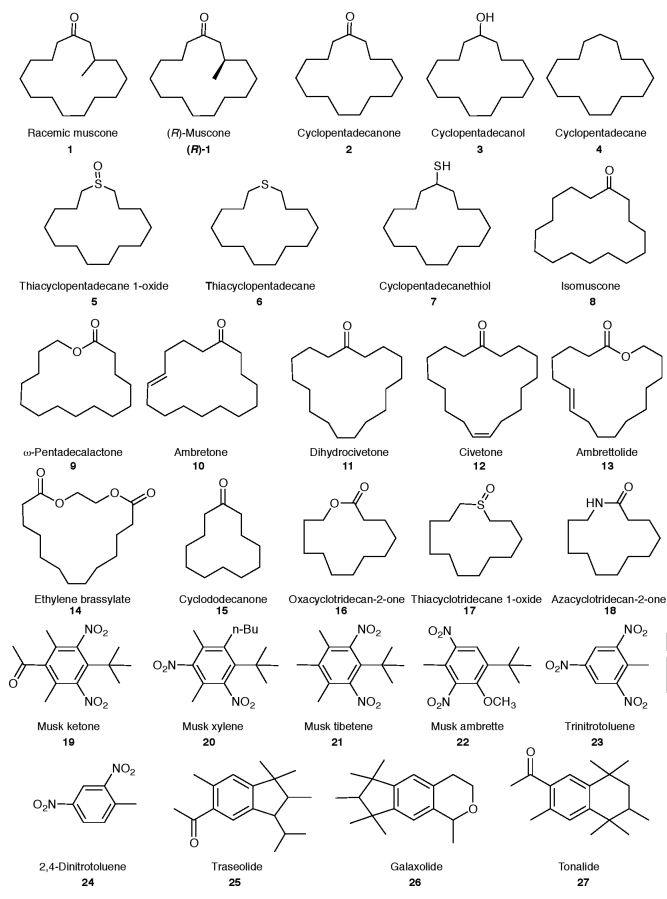 O OH
Racemic muscone (R)-Muscone Cyclopentadecanone Cyclopentadecanol Cyclopentadecane
1 (R)-1 2 3 4
O S S SH O
Thiacyclopentadecane 1-oxide Thiacyclopentadecane Cyclopentadecanethiol Isomuscone
5 6 7 8
O O O O O O O
ω-Pentadecalactone Ambretone Dihydrocivetone Civetone Ambrettolide
9 10 11 12 13
O O O O O O O S O HN O
Ethylene brassylate Cyclododecanone Oxacyclotridecan-2-one Thiacyclotridecane 1-oxide Azacyclotridecan-2-one
14 15 16 17 18
O NO2 NO2 n-Bu O2N NO2 NO2 NO2 NO2 NO2 OCH3 NO2 O2N NO2
Musk ketone Musk xylene Musk tibetene Musk ambrette Trinitrotoluene
19 20 21 22 23
NO2 O2N O O O
2,4-Dinitrotoluene Traseolide Galaxolide Tonalide
24 25 26 27